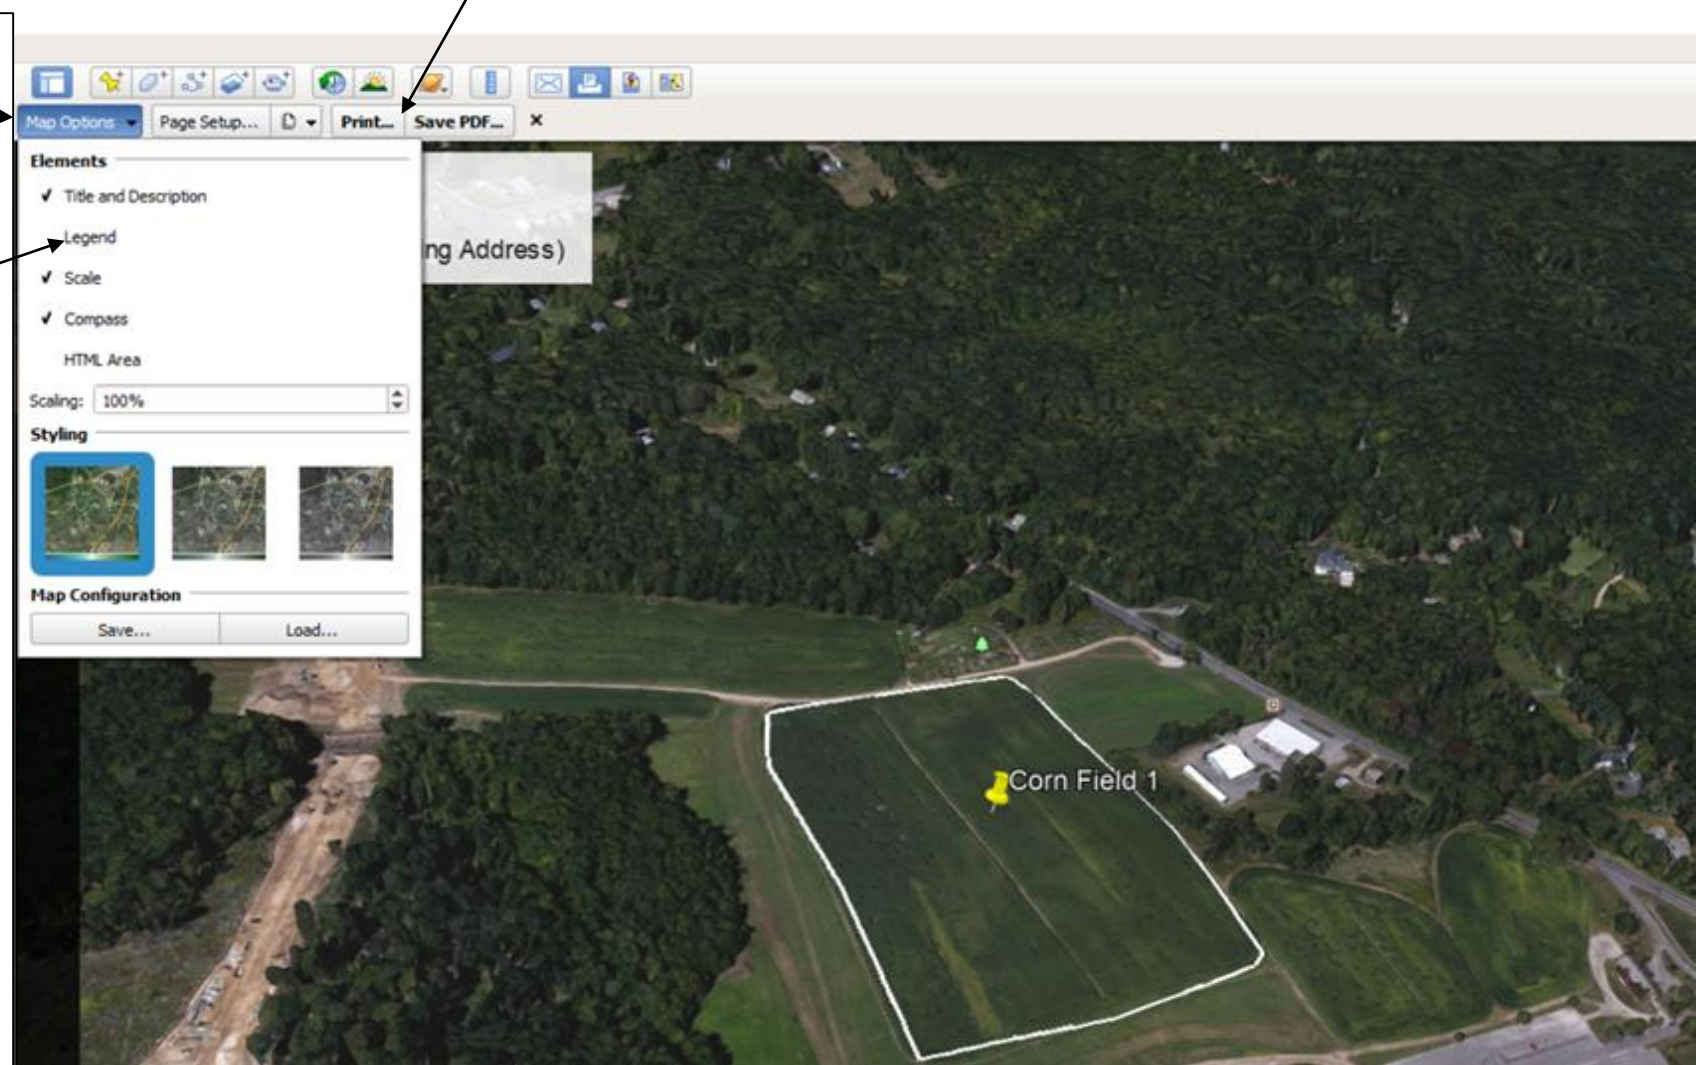 Map Options Page Setup... Print... Save PDF...
Elements
Title and Description
Legend
ng Address)
Scale
Compass
HTML Area
Scaling: 100%
Styling
Map Configuration
Save... Load...
Corn Field 1